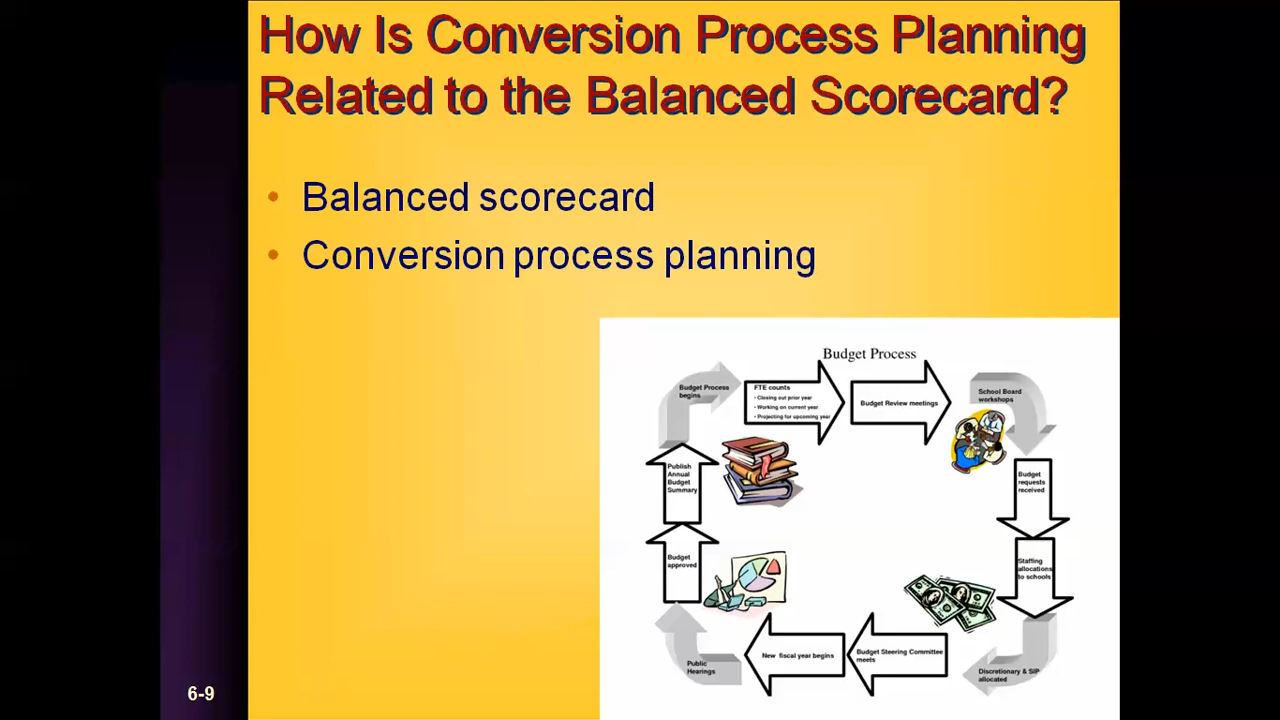 How Is Conversion Process Planning
Related to the Balanced Scorecard?
• Balanced scorecard
• Conversion process planning
Budget Process
Budget Process
begins
FTE counts
• Closing out prior year
• Working on current year
• Projecting for upcoming year
Budget Review meetings
School Board
workshops
Budget
requests
received
Staffing
allocations
to schools
Discretionary & SIP
allocated
Budget Steering Committee
meets
New fiscal year begins
Public
Hearings
Budget
approved
Publish
Annual
Budget
Summary
6-9